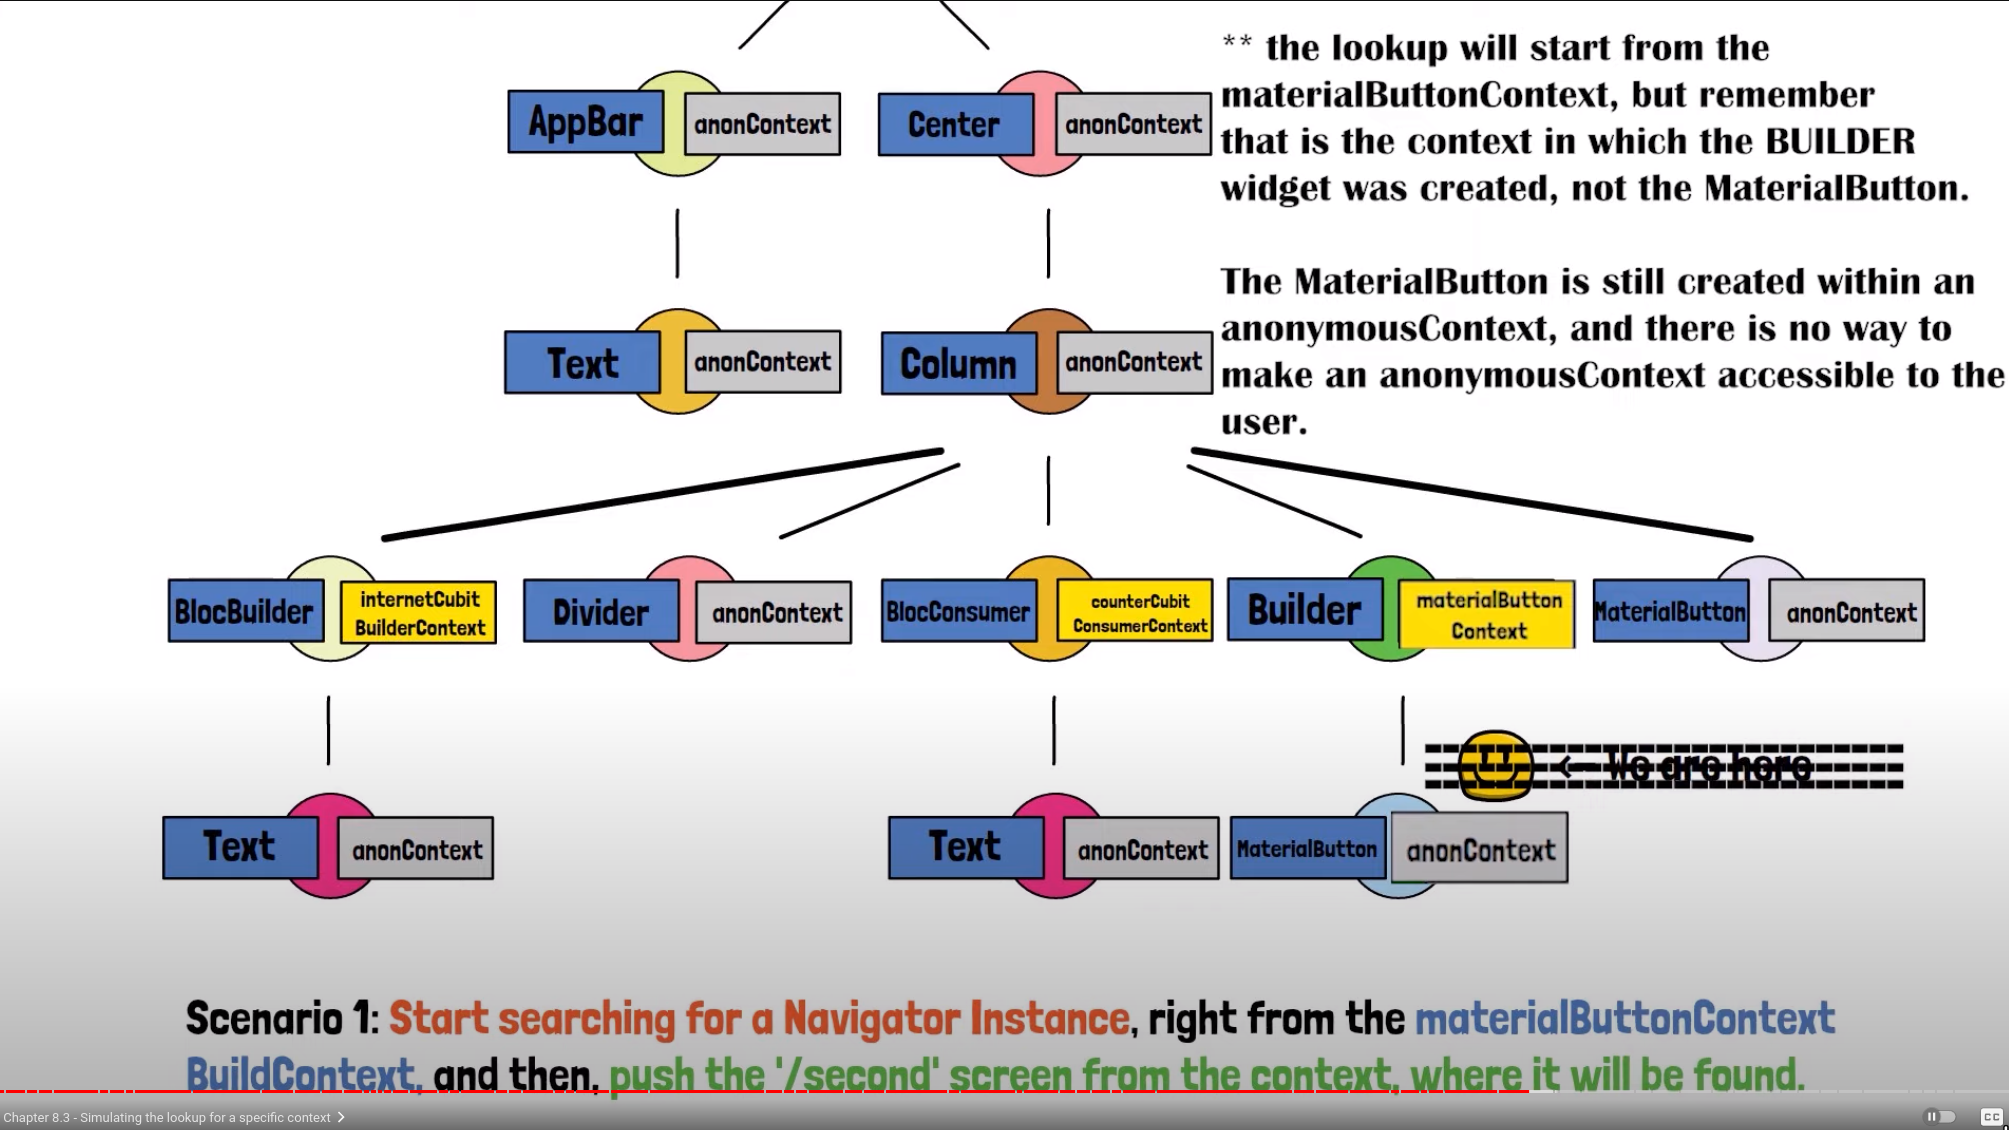 ** the lookup will start from the
materialButtonContext, but remember
that is the context in which the BUILDER
widget was created, not the MaterialButton.
AppBar
anonContext
Center
anonContext
The MaterialButton is still created within an
anonymousContext, and there is no way to
make an anonymousContext accessible to the
user.
Text
anonContext
Column
anonContext
BlocBuilder
internetCubit
BuilderContext
Divider
anonContext
BlocConsumer
counterCubit
ConsumerContext
Builder
materialButton
Context
MaterialButton
anonContext
<-- We are here
Text
anonContext
Text
anonContext
MaterialButton
anonContext
Scenario 1: Start searching for a Navigator Instance, right from the materialButtonContext
BuildContext, and then, push the '/second' screen from the context, where it will be found.
Chapter 8.3 - Simulating the lookup for a specific context
CC